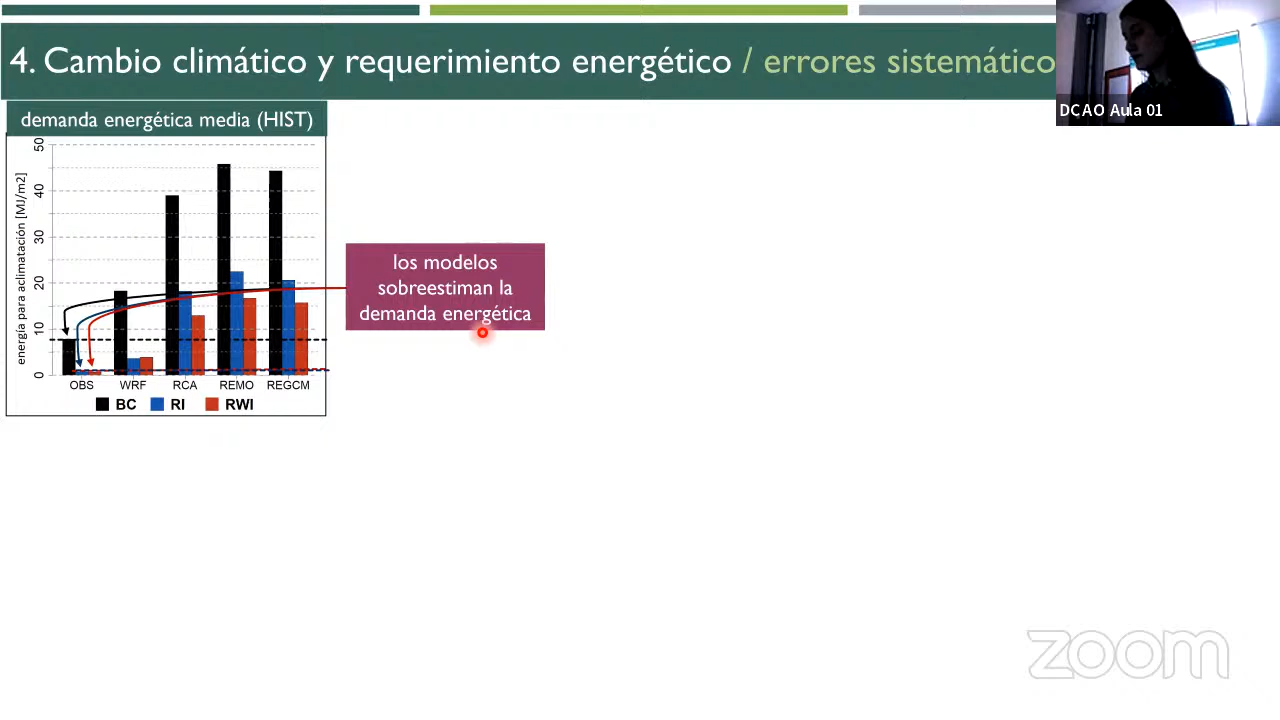 4. Cambio climático y requerimiento energético / errores sistemático
DCAO Aula 01
demanda energética media (HIST)
energía para aclimatación [MJ/m2]
50
40
30
20
10
0
OBS WRF RCA REMO REGCM
BC RI RWI
los modelos
sobreestiman la
demanda energética
zoom